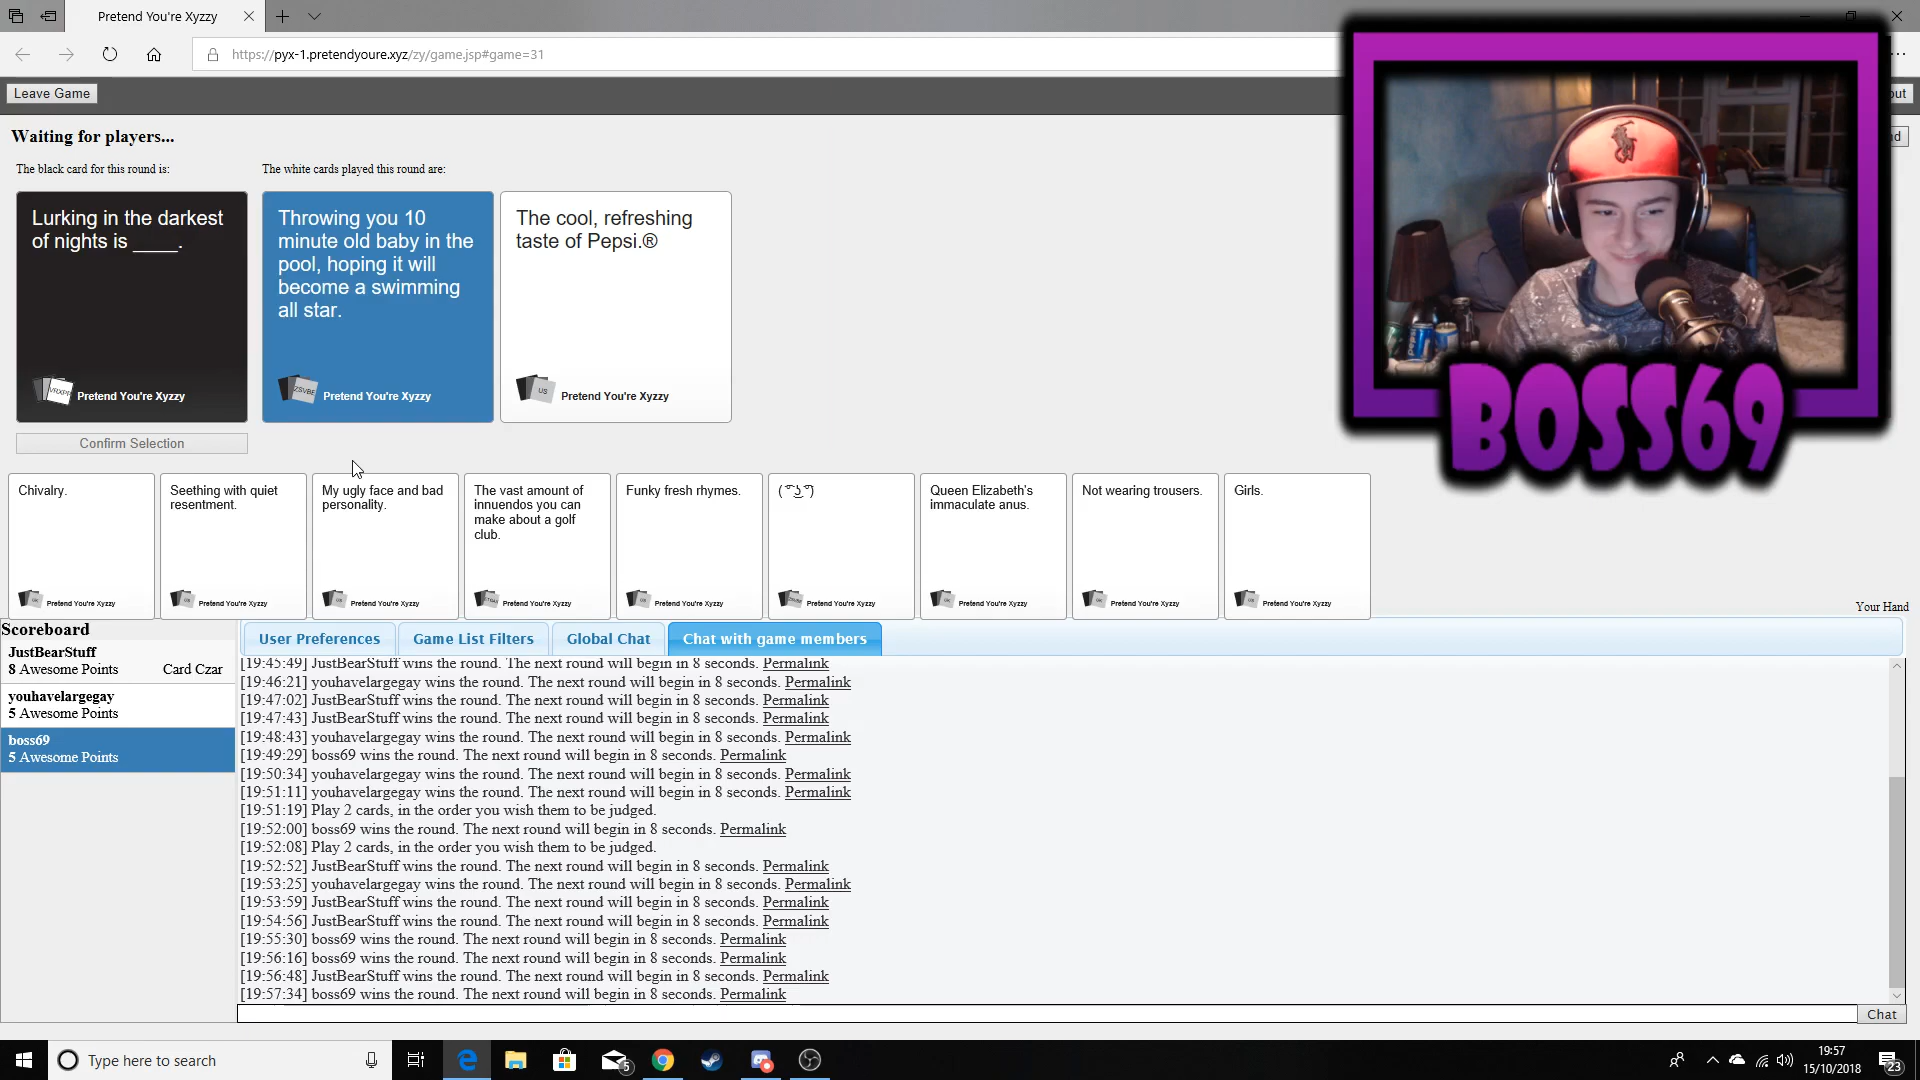 Pretend You're Xyzzy
https://pyx-1.pretendyoure.xyz/zy/game.jsp#game=31
Leave Game
out
Waiting for players...
The black card for this round is:
The white cards played this round are:
Lurking in the darkest
of nights is ____.
Pretend You're Xyzzy
Throwing you 10
minute old baby in the
pool, hoping it will
become a swimming
all star.
ZSVBE
Pretend You're Xyzzy
The cool, refreshing
taste of Pepsi.®
US
Pretend You're Xyzzy
Confirm Selection
BOSS69
Chivalry.
UK
Pretend You're Xyzzy
Seething with quiet
resentment.
US
Pretend You're Xyzzy
My ugly face and bad
personality.
US
Pretend You're Xyzzy
The vast amount of
innuendos you can
make about a golf
club.
Pretend You're Xyzzy
Funky fresh rhymes.
US
Pretend You're Xyzzy
( ͡° ͜ʖ ͡°)
Pretend You're Xyzzy
Queen Elizabeth's
immaculate anus.
UK
Pretend You're Xyzzy
Not wearing trousers.
UK
Pretend You're Xyzzy
Girls.
US
Pretend You're Xyzzy
Your Hand
Scoreboard
JustBearStuff
8 Awesome Points Card Czar
youhavelargegay
5 Awesome Points
boss69
5 Awesome Points
User Preferences
Game List Filters
Global Chat
Chat with game members
[19:45:49] JustBearStuff wins the round. The next round will begin in 8 seconds. Permalink
[19:46:21] youhavelargegay wins the round. The next round will begin in 8 seconds. Permalink
[19:47:02] JustBearStuff wins the round. The next round will begin in 8 seconds. Permalink
[19:47:43] JustBearStuff wins the round. The next round will begin in 8 seconds. Permalink
[19:48:43] youhavelargegay wins the round. The next round will begin in 8 seconds. Permalink
[19:49:29] boss69 wins the round. The next round will begin in 8 seconds. Permalink
[19:50:34] youhavelargegay wins the round. The next round will begin in 8 seconds. Permalink
[19:51:11] youhavelargegay wins the round. The next round will begin in 8 seconds. Permalink
[19:51:19] Play 2 cards, in the order you wish them to be judged.
[19:52:00] boss69 wins the round. The next round will begin in 8 seconds. Permalink
[19:52:08] Play 2 cards, in the order you wish them to be judged.
[19:52:52] JustBearStuff wins the round. The next round will begin in 8 seconds. Permalink
[19:53:25] youhavelargegay wins the round. The next round will begin in 8 seconds. Permalink
[19:53:59] JustBearStuff wins the round. The next round will begin in 8 seconds. Permalink
[19:54:56] JustBearStuff wins the round. The next round will begin in 8 seconds. Permalink
[19:55:30] boss69 wins the round. The next round will begin in 8 seconds. Permalink
[19:56:16] boss69 wins the round. The next round will begin in 8 seconds. Permalink
[19:56:48] JustBearStuff wins the round. The next round will begin in 8 seconds. Permalink
[19:57:34] boss69 wins the round. The next round will begin in 8 seconds. Permalink
Chat
Type here to search
5
19:57
15/10/2018
23